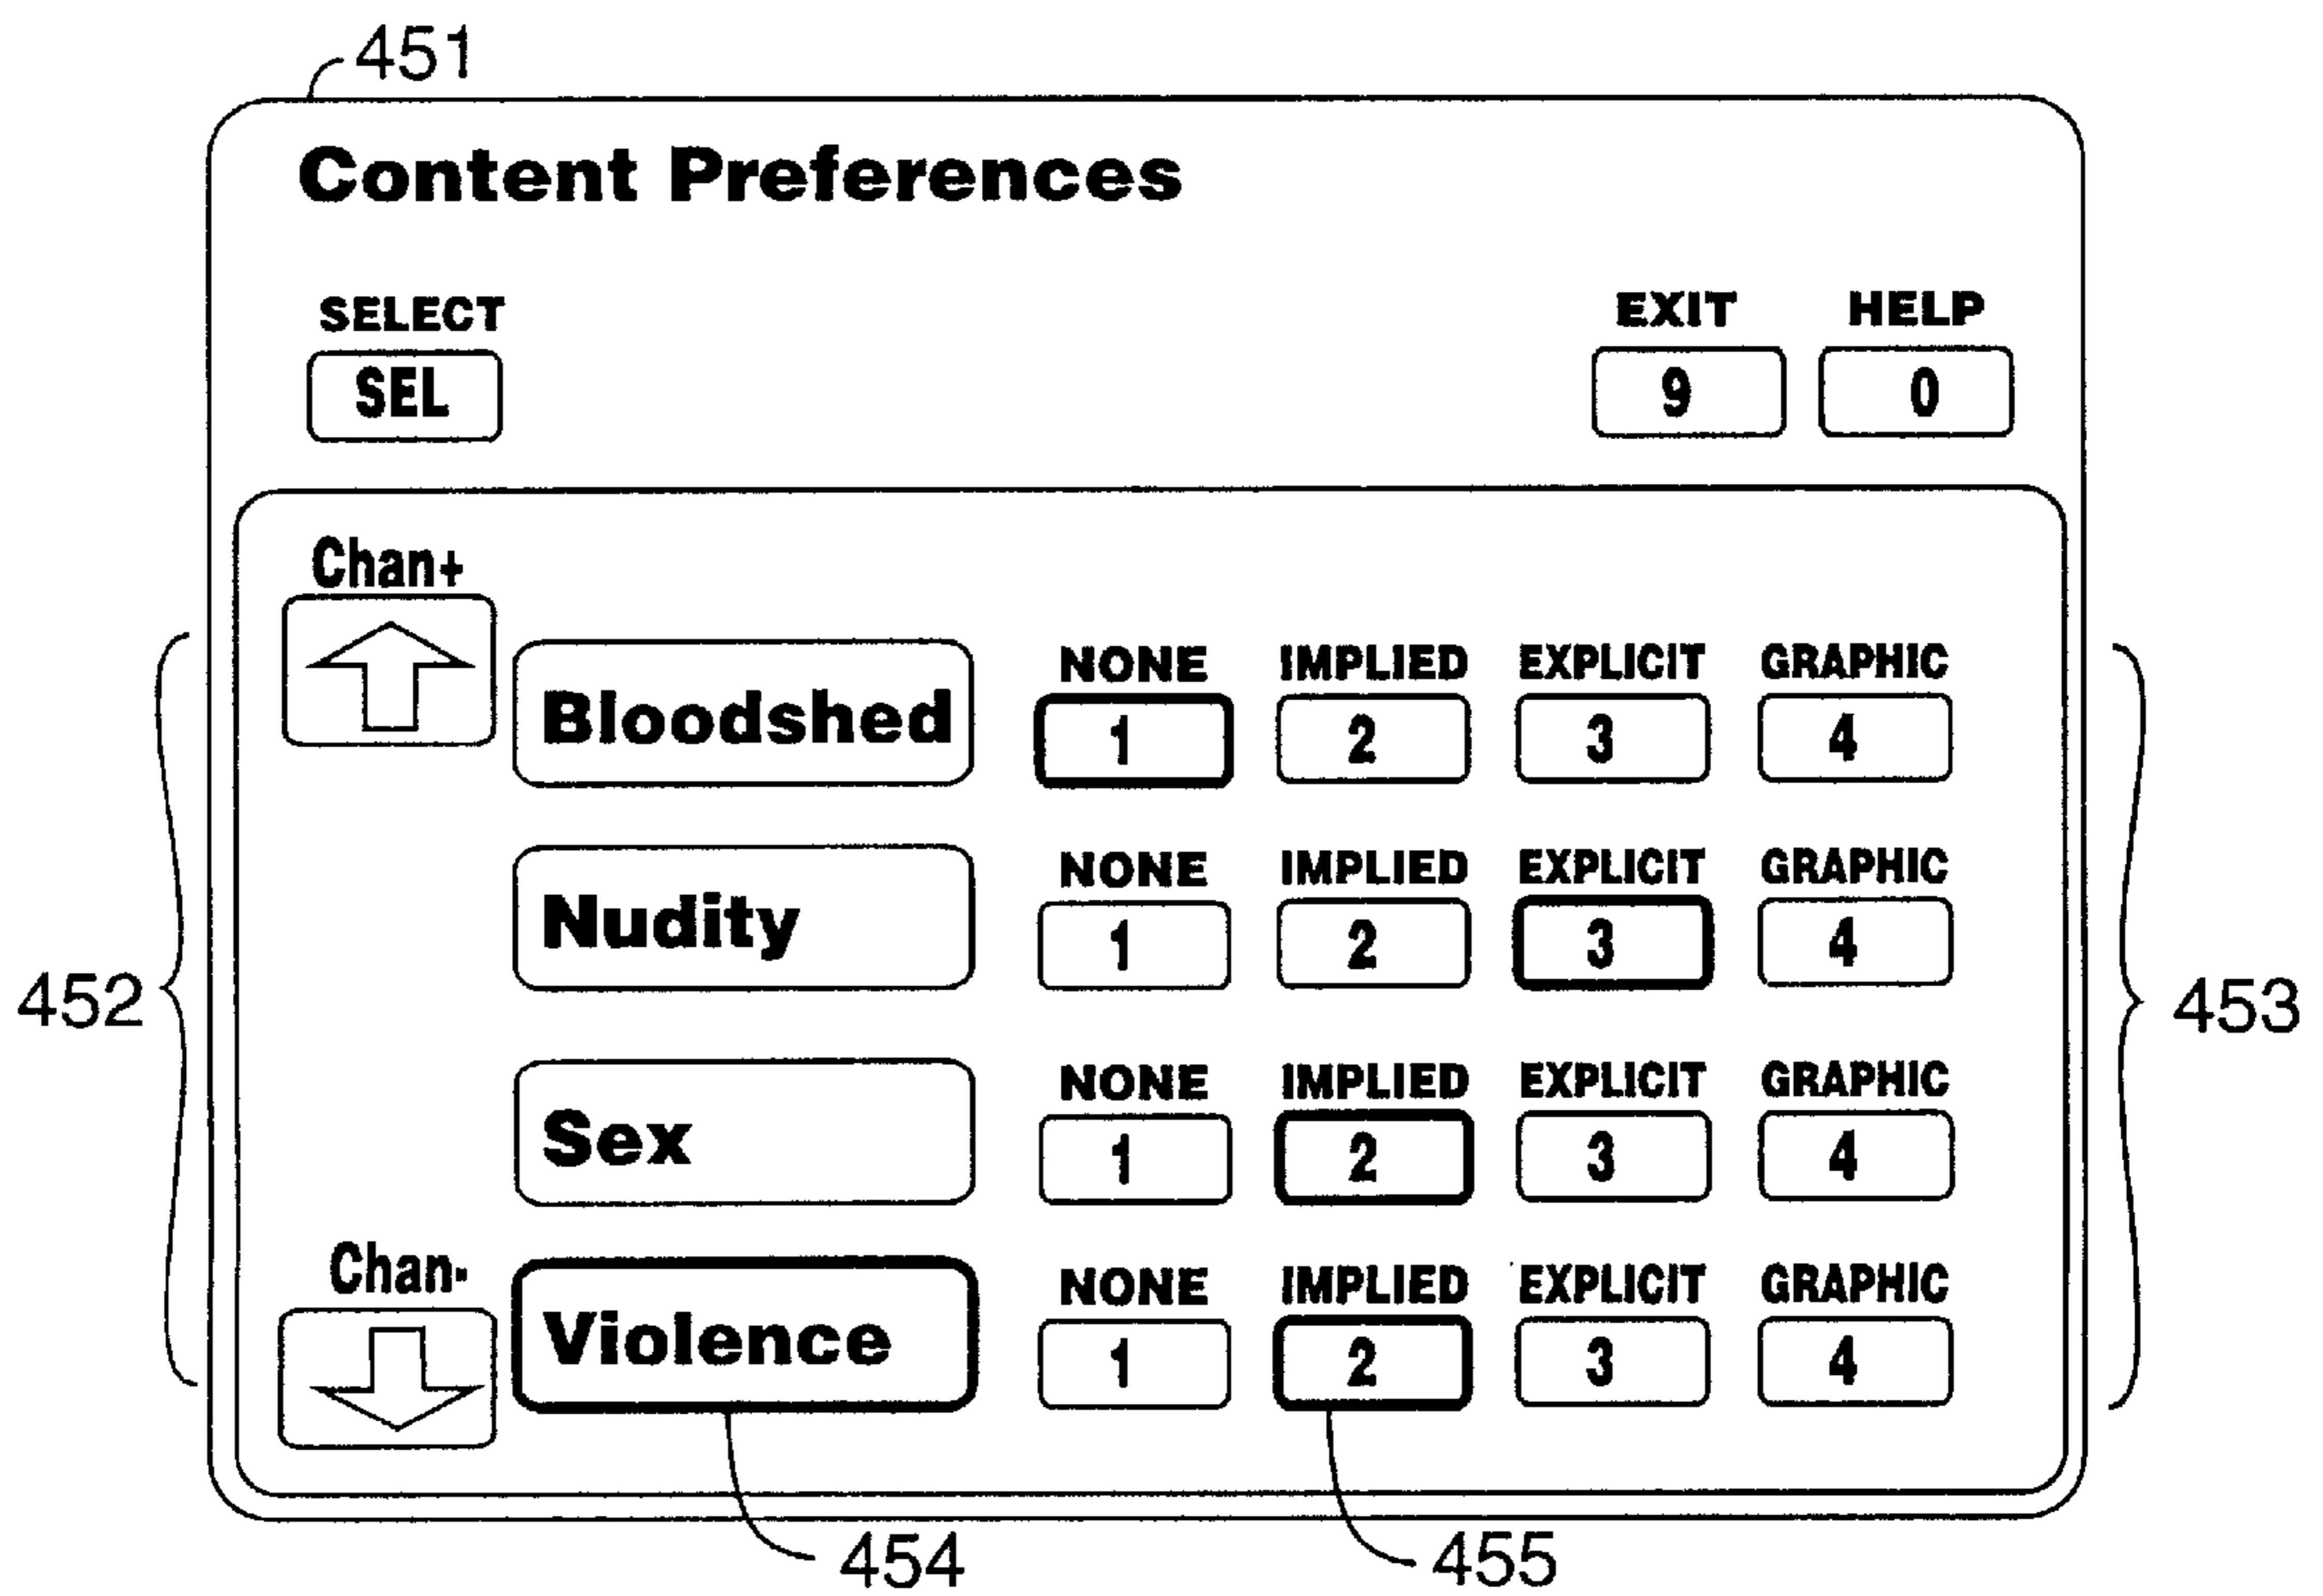 451
Content Preferences
SELECT EXIT HELP
SEL 9 0
Chan+
NONE IMPLIED EXPLICIT GRAPHIC
Bloodshed 1 2 3 4
NONE IMPLIED EXPLICIT GRAPHIC
Nudity 1 2 3 4
452 453
NONE IMPLIED EXPLICIT GRAPHIC
Sex 1 2 3 4
Chan- NONE IMPLIED EXPLICIT GRAPHIC
Violence 1 2 3 4
454 455